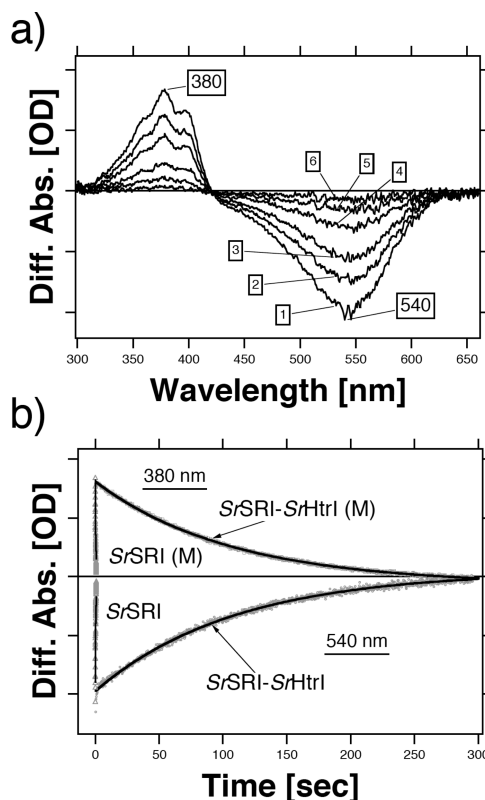 a)
Diff. Abs. [OD]
380
6
5
4
3
2
1
540
300 350 400 450 500 550 600 650
Wavelength [nm]
b)
Diff. Abs. [OD]
380 nm
SrSRI-SrHtrI (M)
SrSRI (M)
SrSRI
540 nm
SrSRI-SrHtrI
0 50 100 150 200 250 300
Time [sec]